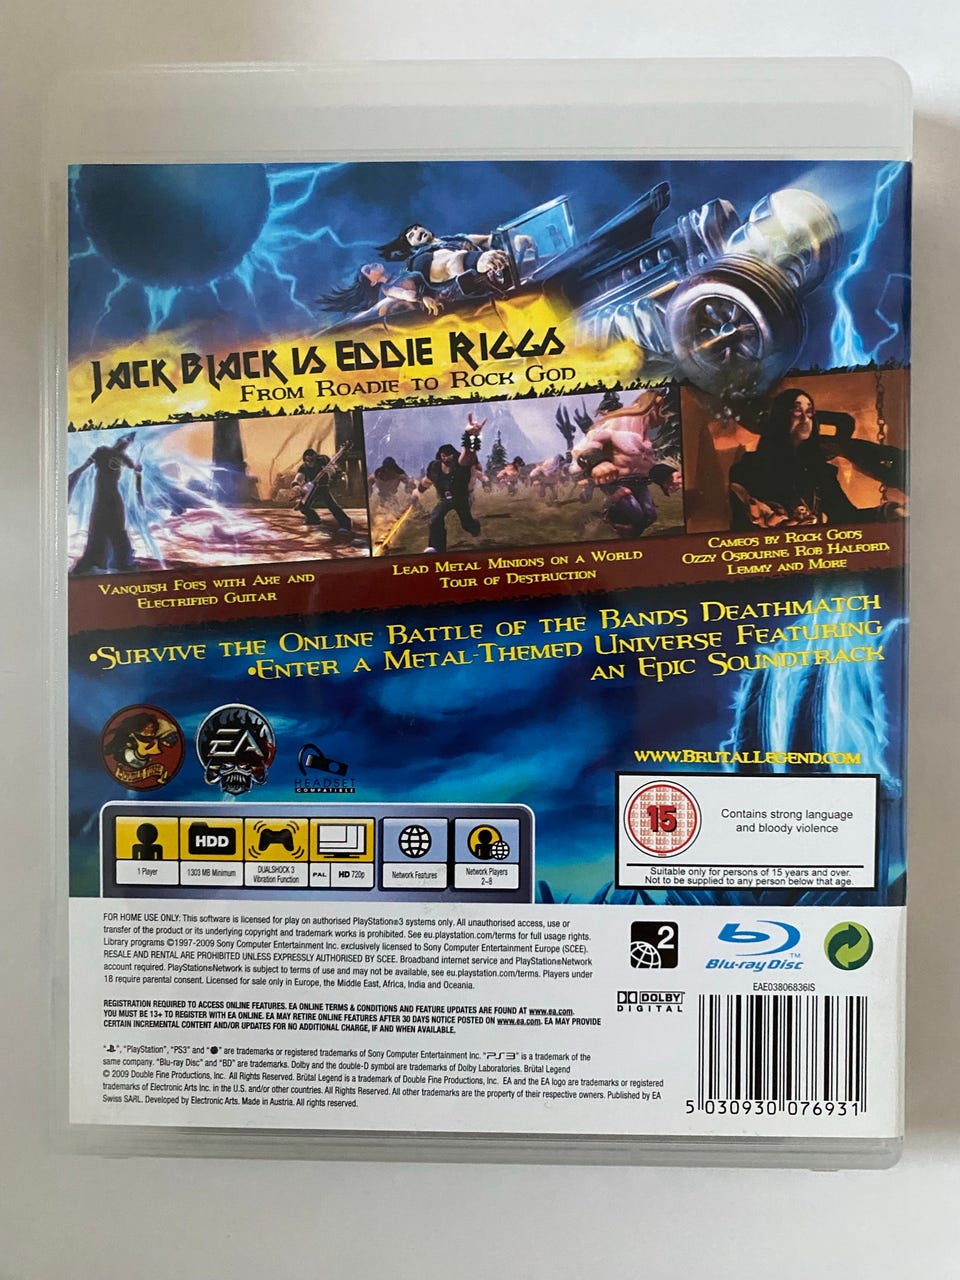 JACK BLACK IS EDDIE RIGGS
FROM ROADIE TO ROCK GOD
VANQUISH FOES WITH AXE AND
ELECTRIFIED GUITAR
LEAD METAL MINIONS ON A WORLD
TOUR OF DESTRUCTION
CAMEOS BY ROCK GODS
OZZY OSBOURNE, ROB HALFORD,
LEMMY AND MORE
•SURVIVE THE ONLINE BATTLE OF THE BANDS DEATHMATCH
•ENTER A METAL-THEMED UNIVERSE FEATURING
AN EPIC SOUNDTRACK
EA
HEADSET
COMPATIBLE
WWW.BRUTALLEGEND.COM
15
Contains strong language
and bloody violence
Suitable only for persons of 15 years and over.
Not to be supplied to any person below that age.
HDD
1 Player
1303 MB Minimum
DUALSHOCK 3
Vibration Function
PAL
HD 720p
Network Features
Network Players
2-8
FOR HOME USE ONLY: This software is licensed for play on authorised PlayStation®3 systems only. All unauthorised access, use or
transfer of the product or its underlying copyright and trademark works is prohibited. See eu.playstation.com/terms for full usage rights.
Library programs ©1997-2009 Sony Computer Entertainment Inc. exclusively licensed to Sony Computer Entertainment Europe (SCEE).
RESALE AND RENTAL ARE PROHIBITED UNLESS EXPRESSLY AUTHORISED BY SCEE. Broadband internet service and PlayStation®Network
account required. PlayStation®Network is subject to terms of use and may not be available, see eu.playstation.com/terms. Players under
18 require parental consent. Licensed for sale only in Europe, the Middle East, Africa, India and Oceania.
REGISTRATION REQUIRED TO ACCESS ONLINE FEATURES. EA ONLINE TERMS & CONDITIONS AND FEATURE UPDATES ARE FOUND AT www.ea.com.
YOU MUST BE 13+ TO REGISTER WITH EA ONLINE. EA MAY RETIRE ONLINE FEATURES AFTER 30 DAYS NOTICE POSTED ON www.ea.com. EA MAY PROVIDE
CERTAIN INCREMENTAL CONTENT AND/OR UPDATES FOR NO ADDITIONAL CHARGE, IF AND WHEN AVAILABLE.
" ", "PlayStation", "PS3" and " " are trademarks or registered trademarks of Sony Computer Entertainment Inc. "PS3" is a trademark of the
same company. "Blu-ray Disc" and "BD" are trademarks. Dolby and the double-D symbol are trademarks of Dolby Laboratories. Brütal Legend
© 2009 Double Fine Productions, Inc. All Rights Reserved. Brütal Legend is a trademark of Double Fine Productions, Inc. EA and the EA logo are trademarks or registered
trademarks of Electronic Arts Inc. in the U.S. and/or other countries. All Rights Reserved. All other trademarks are the property of their respective owners. Published by EA
Swiss SARL. Developed by Electronic Arts. Made in Austria. All rights reserved.
2
Blu-ray Disc
TM
DOLBY
DIGITAL
EAE03806836IS
5 030930 076931